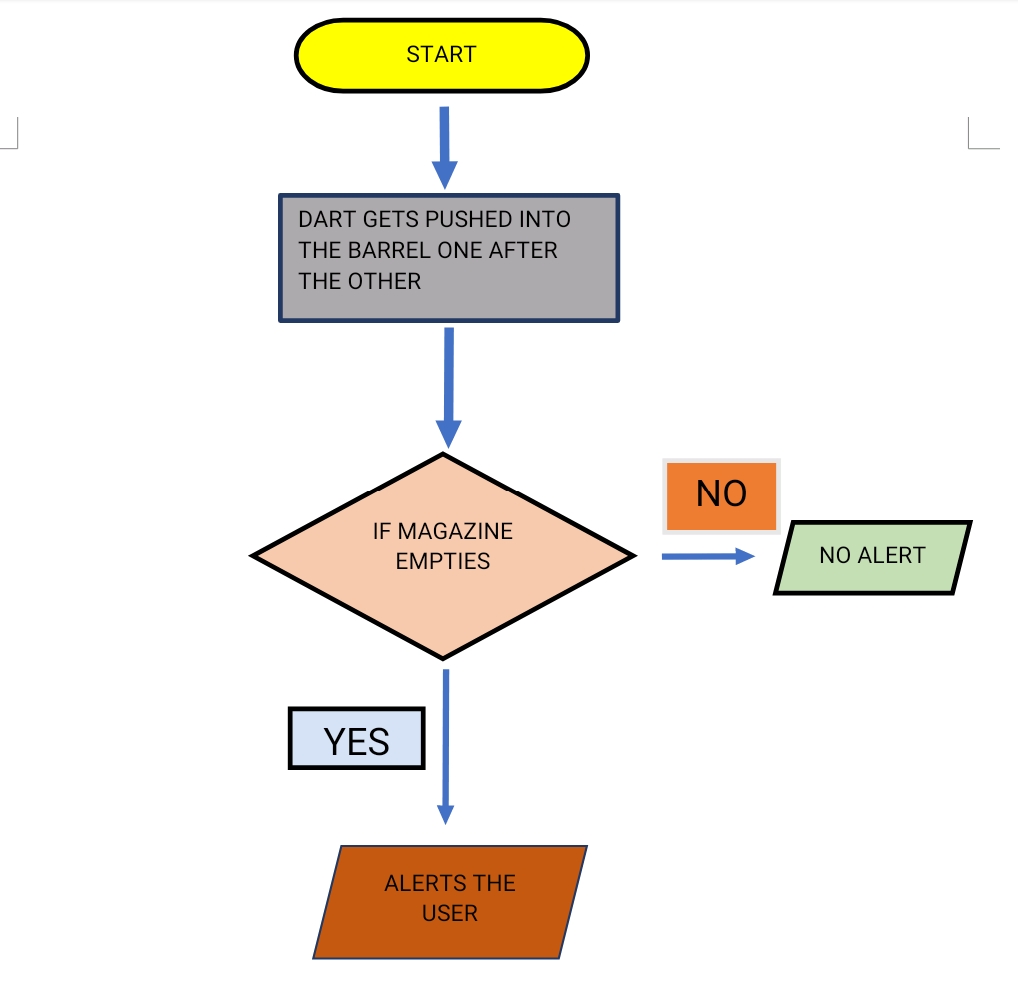 START
DART GETS PUSHED INTO
THE BARREL ONE AFTER
THE OTHER
IF MAGAZINE
EMPTIES
NO
NO ALERT
YES
ALERTS THE
USER